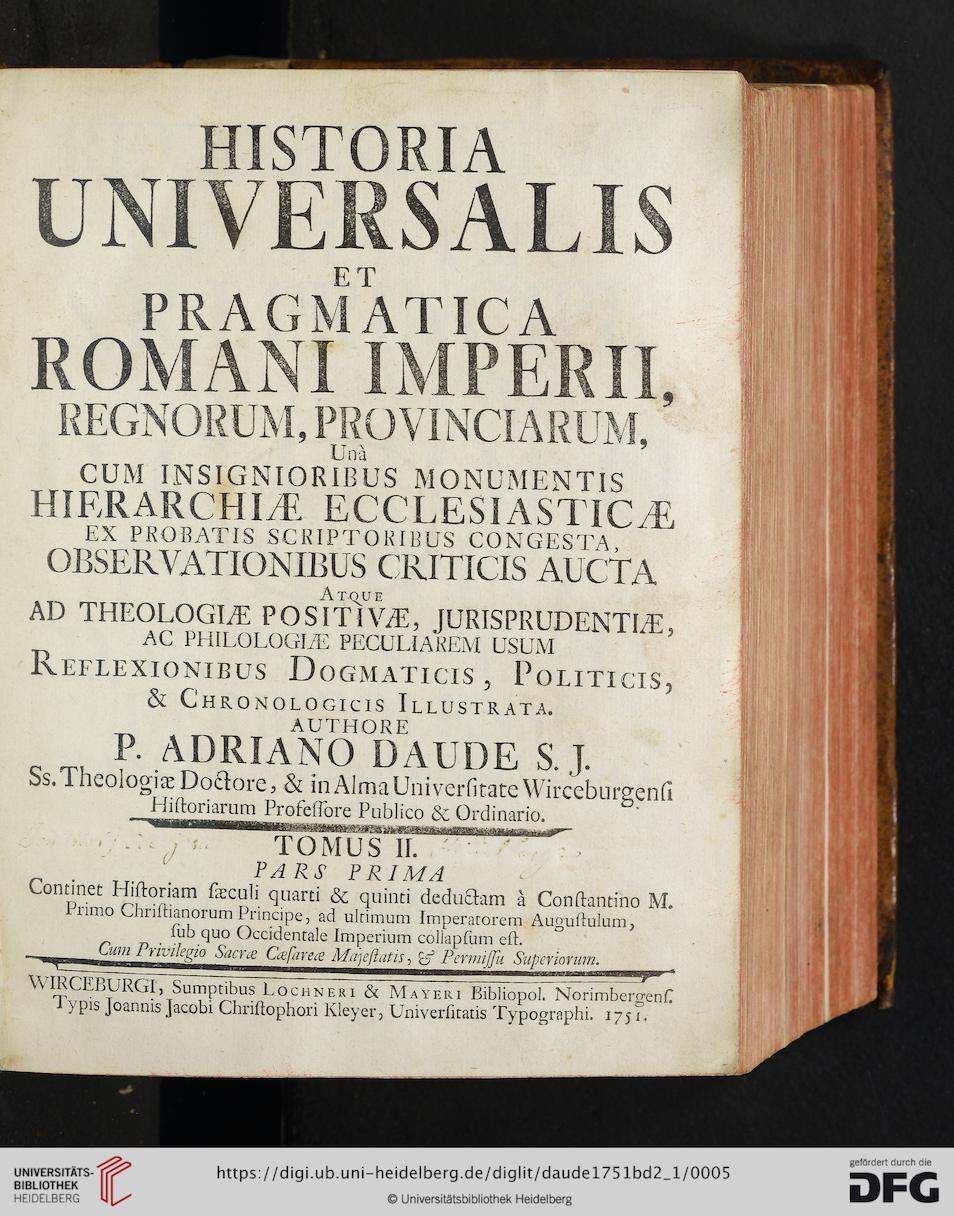 HISTORIA
UNIVERSALIS
ET
PRAGMATICA
ROMANI IMPERII,
REGNORUM, PROVINCIARUM,
Unà
CUM INSIGNIORIBUS MONUMENTIS
HIERARCHIÆ ECCLESIASTICÆ
EX PROBATIS SCRIPTORIBUS CONGESTA,
OBSERVATIONIBUS CRITICIS AUCTA
ATQUE
AD THEOLOGIÆ POSITIVÆ, JURISPRUDENTIÆ,
AC PHILOLOGIÆ PECULIAREM USUM
REFLEXIONIBUS DOGMATICIS, POLITICIS,
& CHRONOLOGICIS ILLUSTRATA.
AUTHORE
P. ADRIANO DAUDE S. J.
Ss. Theologiæ Doctore, & in Alma Univerſitate Wirceburgenſi
Hiſtoriarum Profeſſore Publico & Ordinario.
TOMUS II.
PARS PRIMA
Continet Hiſtoriam ſæculi quarti & quinti deductam à Conſtantino M.
Primo Chriſtianorum Principe, ad ultimum Imperatorem Auguſtulum,
ſub quo Occidentale Imperium collapſum eſt.
Cum Privilegio Sacræ Cæſareæ Majeſtatis, & Permiſſu Superiorum.
WIRCEBURGI, Sumptibus LOCHNERI & MAYERI Bibliopol. Norimbergenſ.
Typis Joannis Jacobi Chriſtophori Kleyer, Univerſitatis Typographi. 1751.
UNIVERSITÄTS-
BIBLIOTHEK
HEIDELBERG
https://digi.ub.uni-heidelberg.de/diglit/daude1751bd2_1/0005
© Universitätsbibliothek Heidelberg
gefördert durch die
DFG